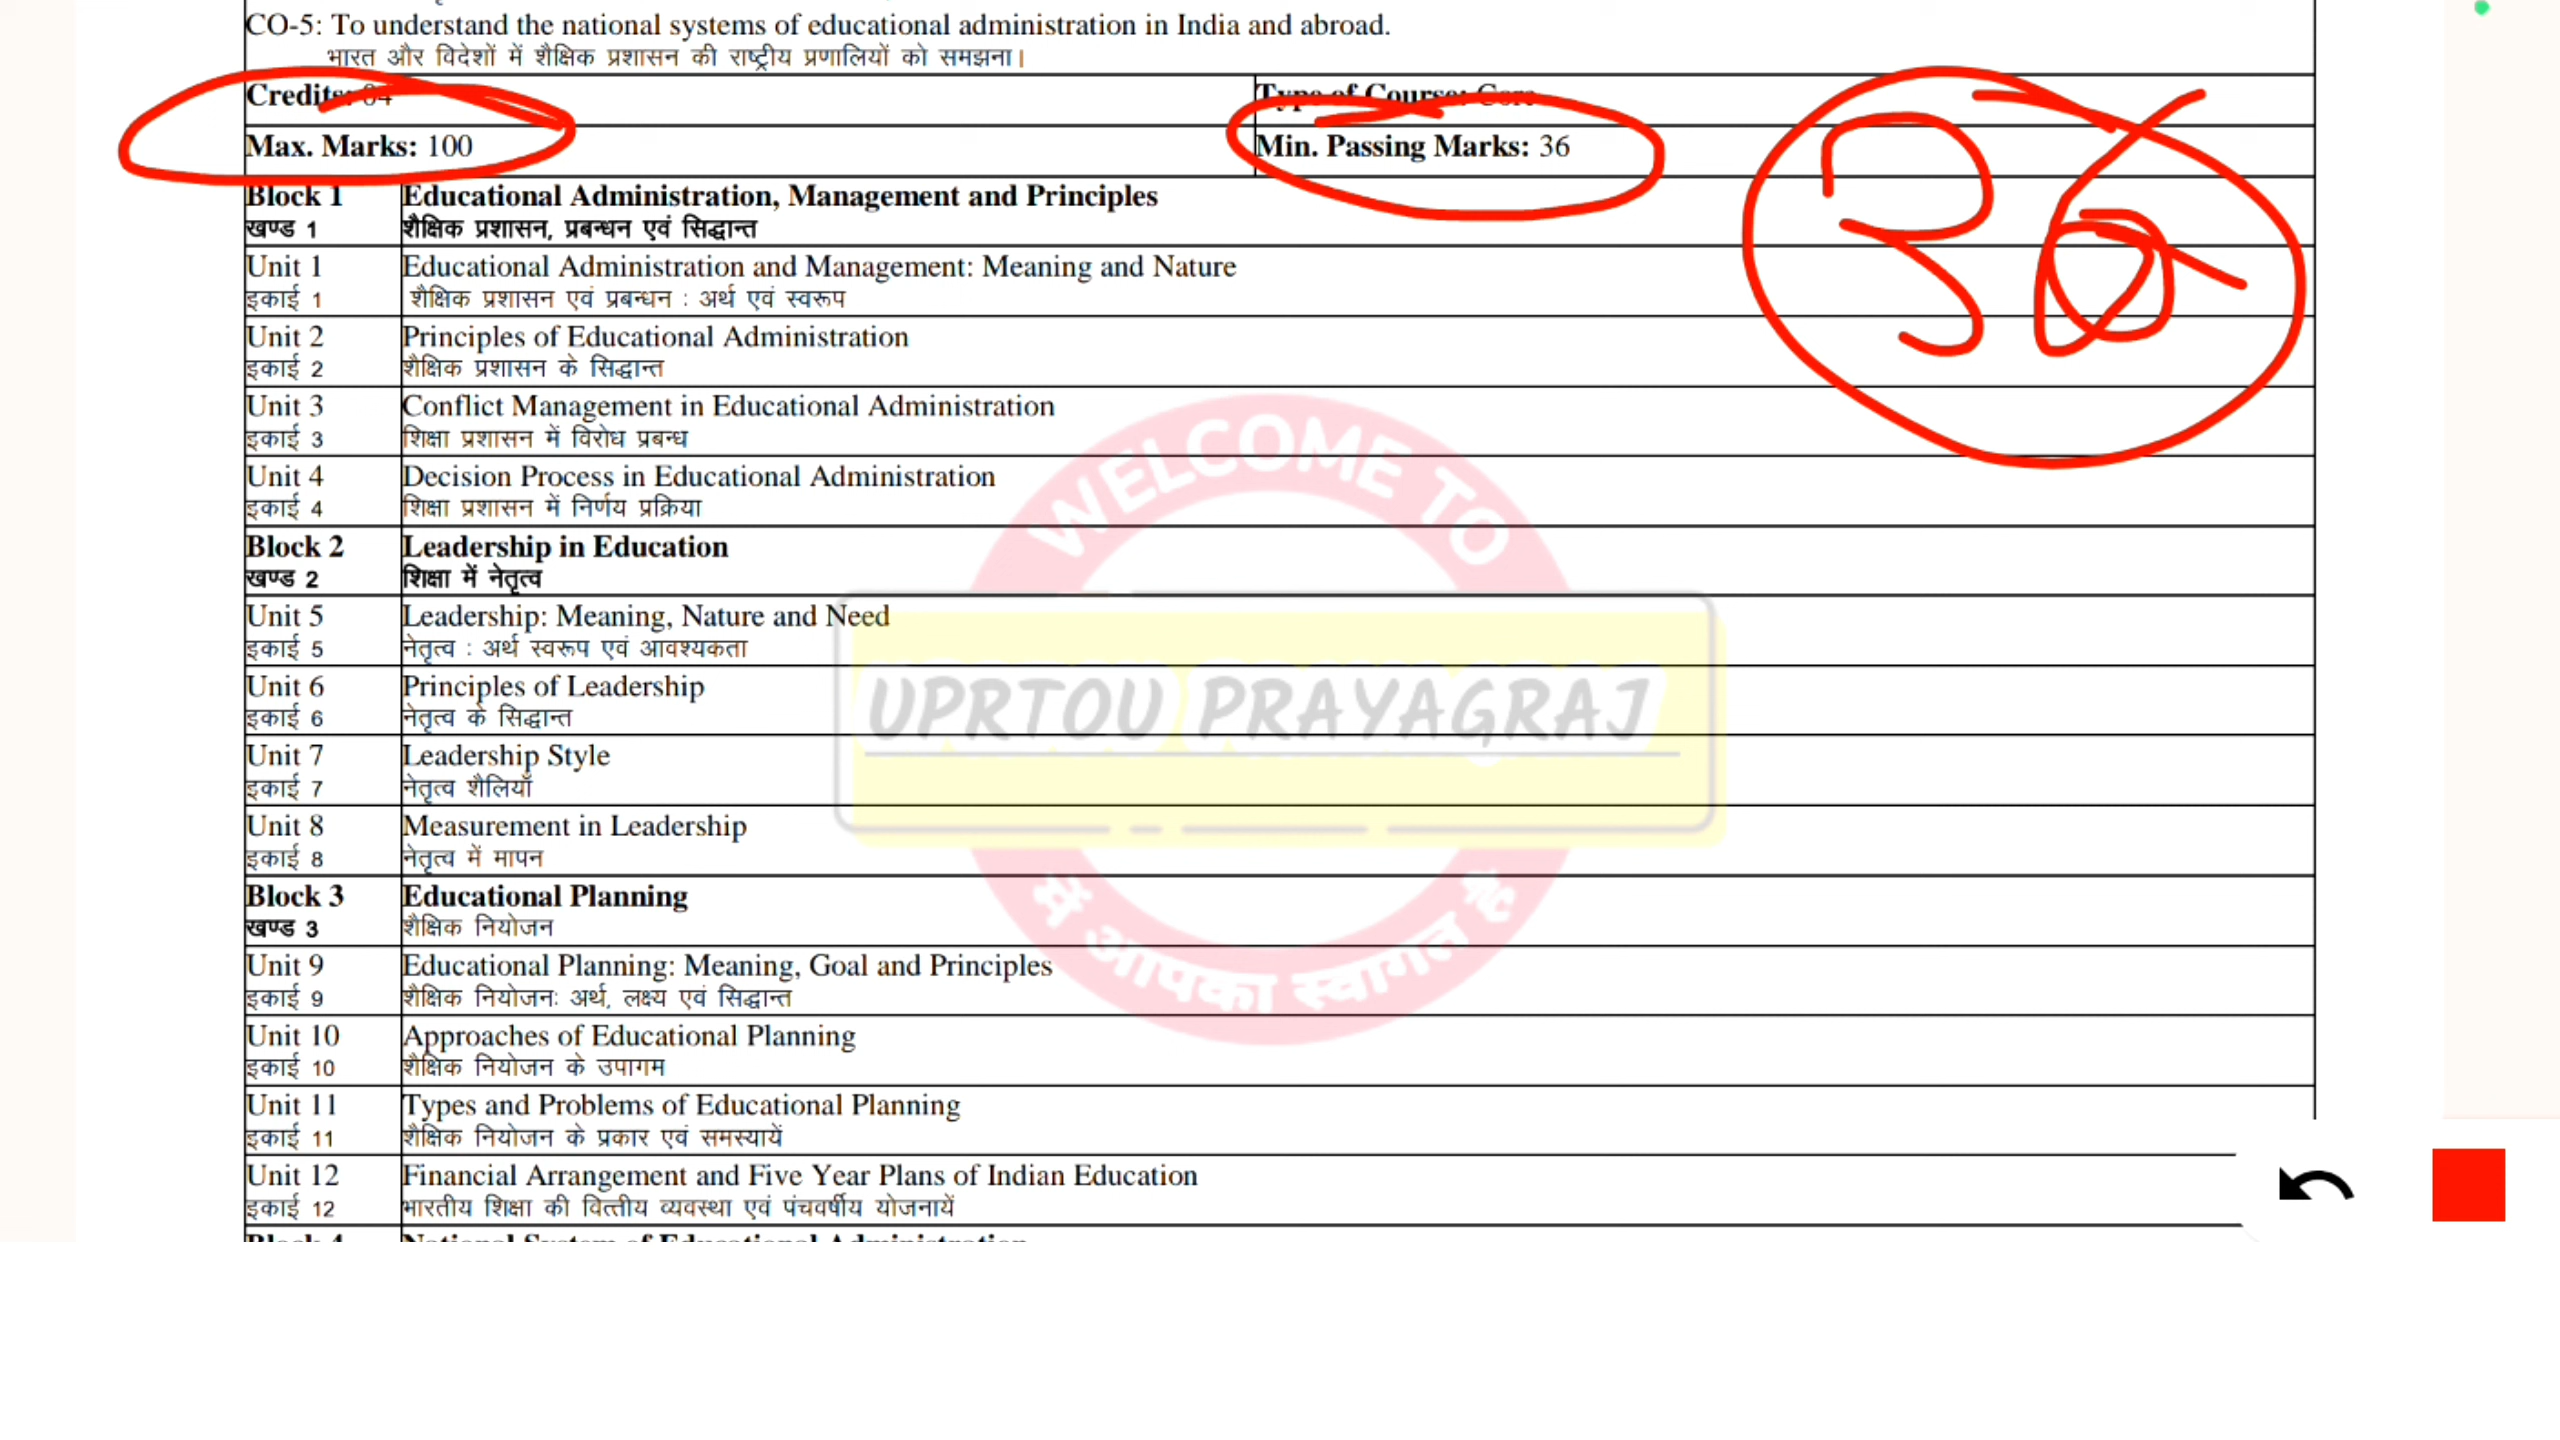 CO-5: To understand the national systems of educational administration in India and abroad.
भारत और विदेशों में शैक्षिक प्रशासन की राष्ट्रीय प्रणालियों को समझना।
Credits: 04
Type of Course: Core
Max. Marks: 100
Min. Passing Marks: 36
36
Block 1 Educational Administration, Management and Principles
खण्ड 1 शैक्षिक प्रशासन, प्रबन्धन एवं सिद्धान्त
Unit 1 Educational Administration and Management: Meaning and Nature
इकाई 1 शैक्षिक प्रशासन एवं प्रबन्धन : अर्थ एवं स्वरूप
Unit 2 Principles of Educational Administration
इकाई 2 शैक्षिक प्रशासन के सिद्धान्त
Unit 3 Conflict Management in Educational Administration
इकाई 3 शिक्षा प्रशासन में विरोध प्रबन्ध
Unit 4 Decision Process in Educational Administration
इकाई 4 शिक्षा प्रशासन में निर्णय प्रक्रिया
Block 2 Leadership in Education
खण्ड 2 शिक्षा में नेतृत्व
Unit 5 Leadership: Meaning, Nature and Need
इकाई 5 नेतृत्व : अर्थ स्वरूप एवं आवश्यकता
Unit 6 Principles of Leadership
इकाई 6 नेतृत्व के सिद्धान्त
Unit 7 Leadership Style
इकाई 7 नेतृत्व शैलियाँ
Unit 8 Measurement in Leadership
इकाई 8 नेतृत्व में मापन
Block 3 Educational Planning
खण्ड 3 शैक्षिक नियोजन
Unit 9 Educational Planning: Meaning, Goal and Principles
इकाई 9 शैक्षिक नियोजनः अर्थ, लक्ष्य एवं सिद्धान्त
Unit 10 Approaches of Educational Planning
इकाई 10 शैक्षिक नियोजन के उपागम
Unit 11 Types and Problems of Educational Planning
इकाई 11 शैक्षिक नियोजन के प्रकार एवं समस्यायें
Unit 12 Financial Arrangement and Five Year Plans of Indian Education
इकाई 12 भारतीय शिक्षा की वित्तीय व्यवस्था एवं पंचवर्षीय योजनायें
Block 4 National System of Educational Administration
WELCOME TO
UPRTOU PRAYAGRAJ
में आपका स्वागत है